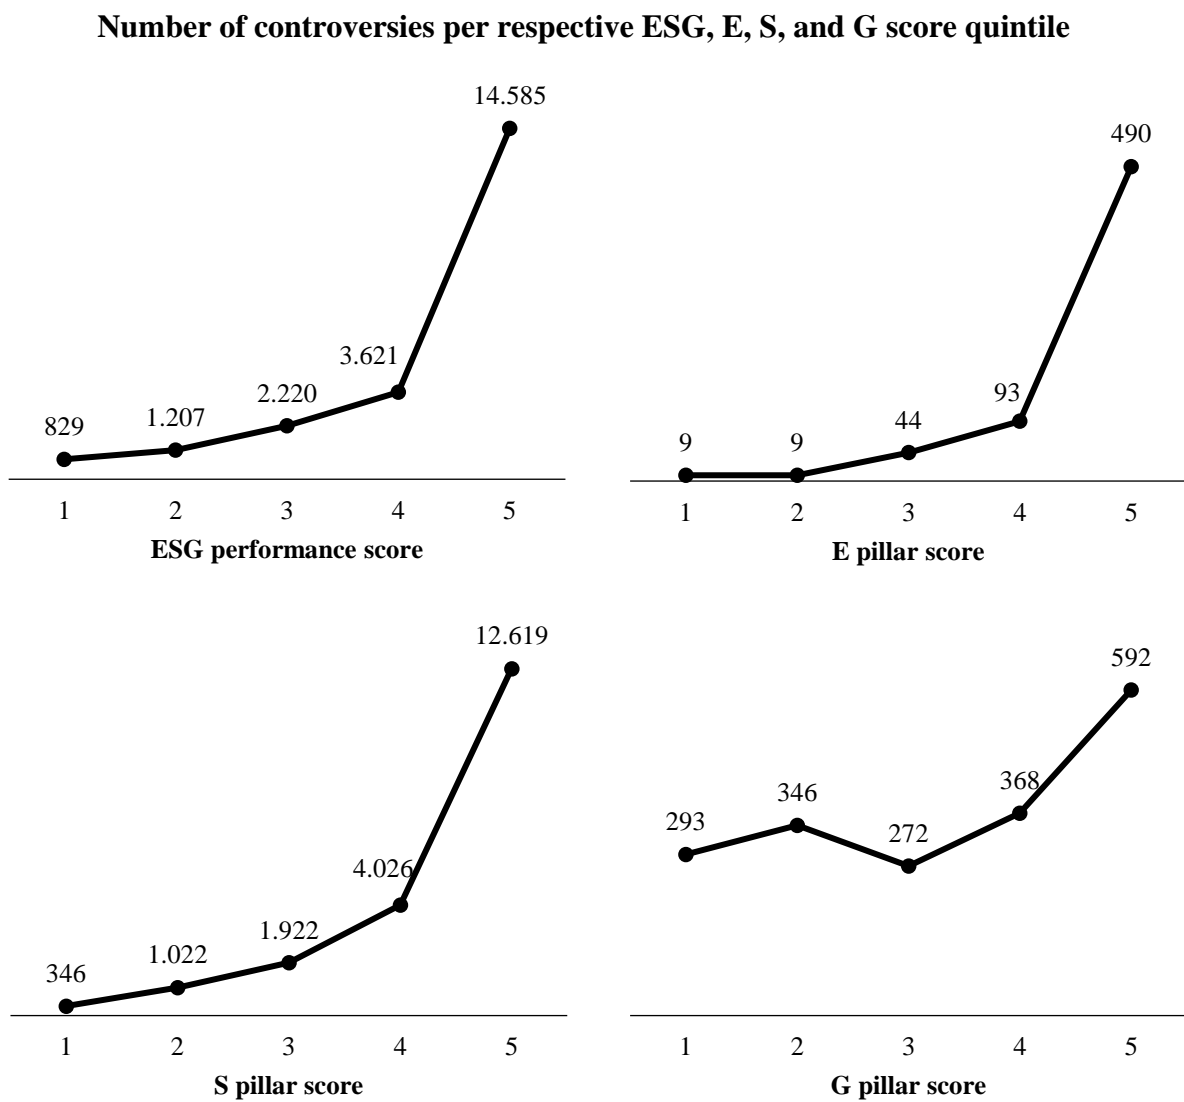 Number of controversies per respective ESG, E, S, and G score quintile
14.585
3.621
2.220
1.207
829
1 2 3 4 5
ESG performance score
490
93
44
9 9
1 2 3 4 5
E pillar score
12.619
4.026
1.922
1.022
346
1 2 3 4 5
S pillar score
592
368
346
293
272
1 2 3 4 5
G pillar score